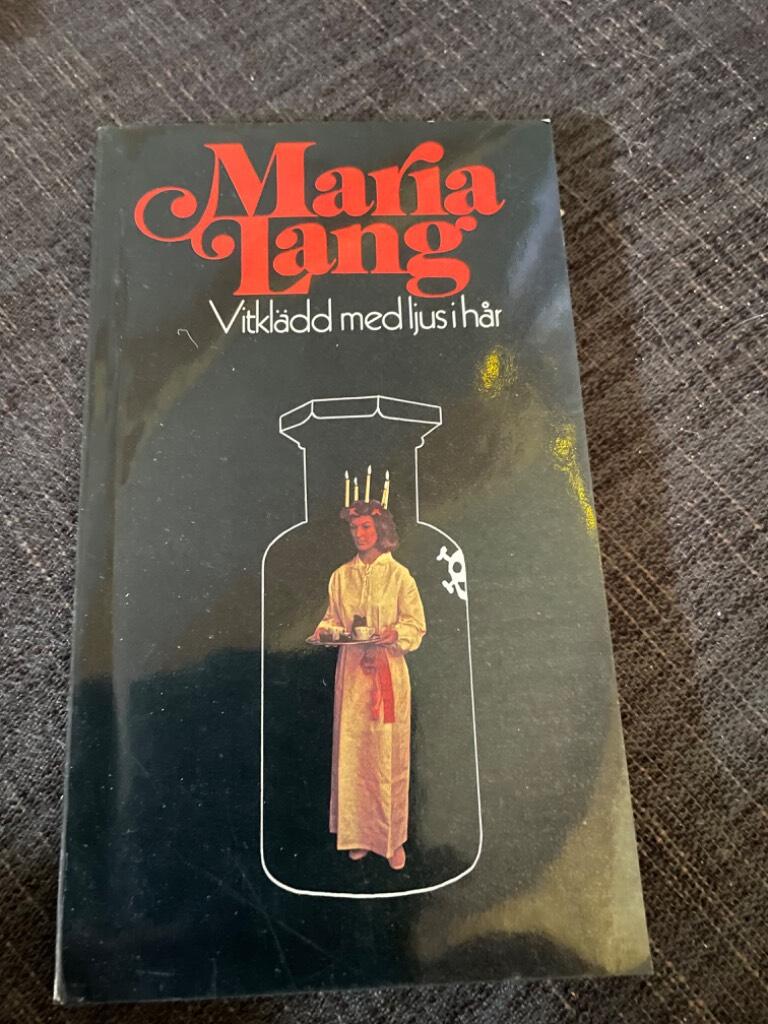 Maria
Lang
Vitklädd med ljus i hår